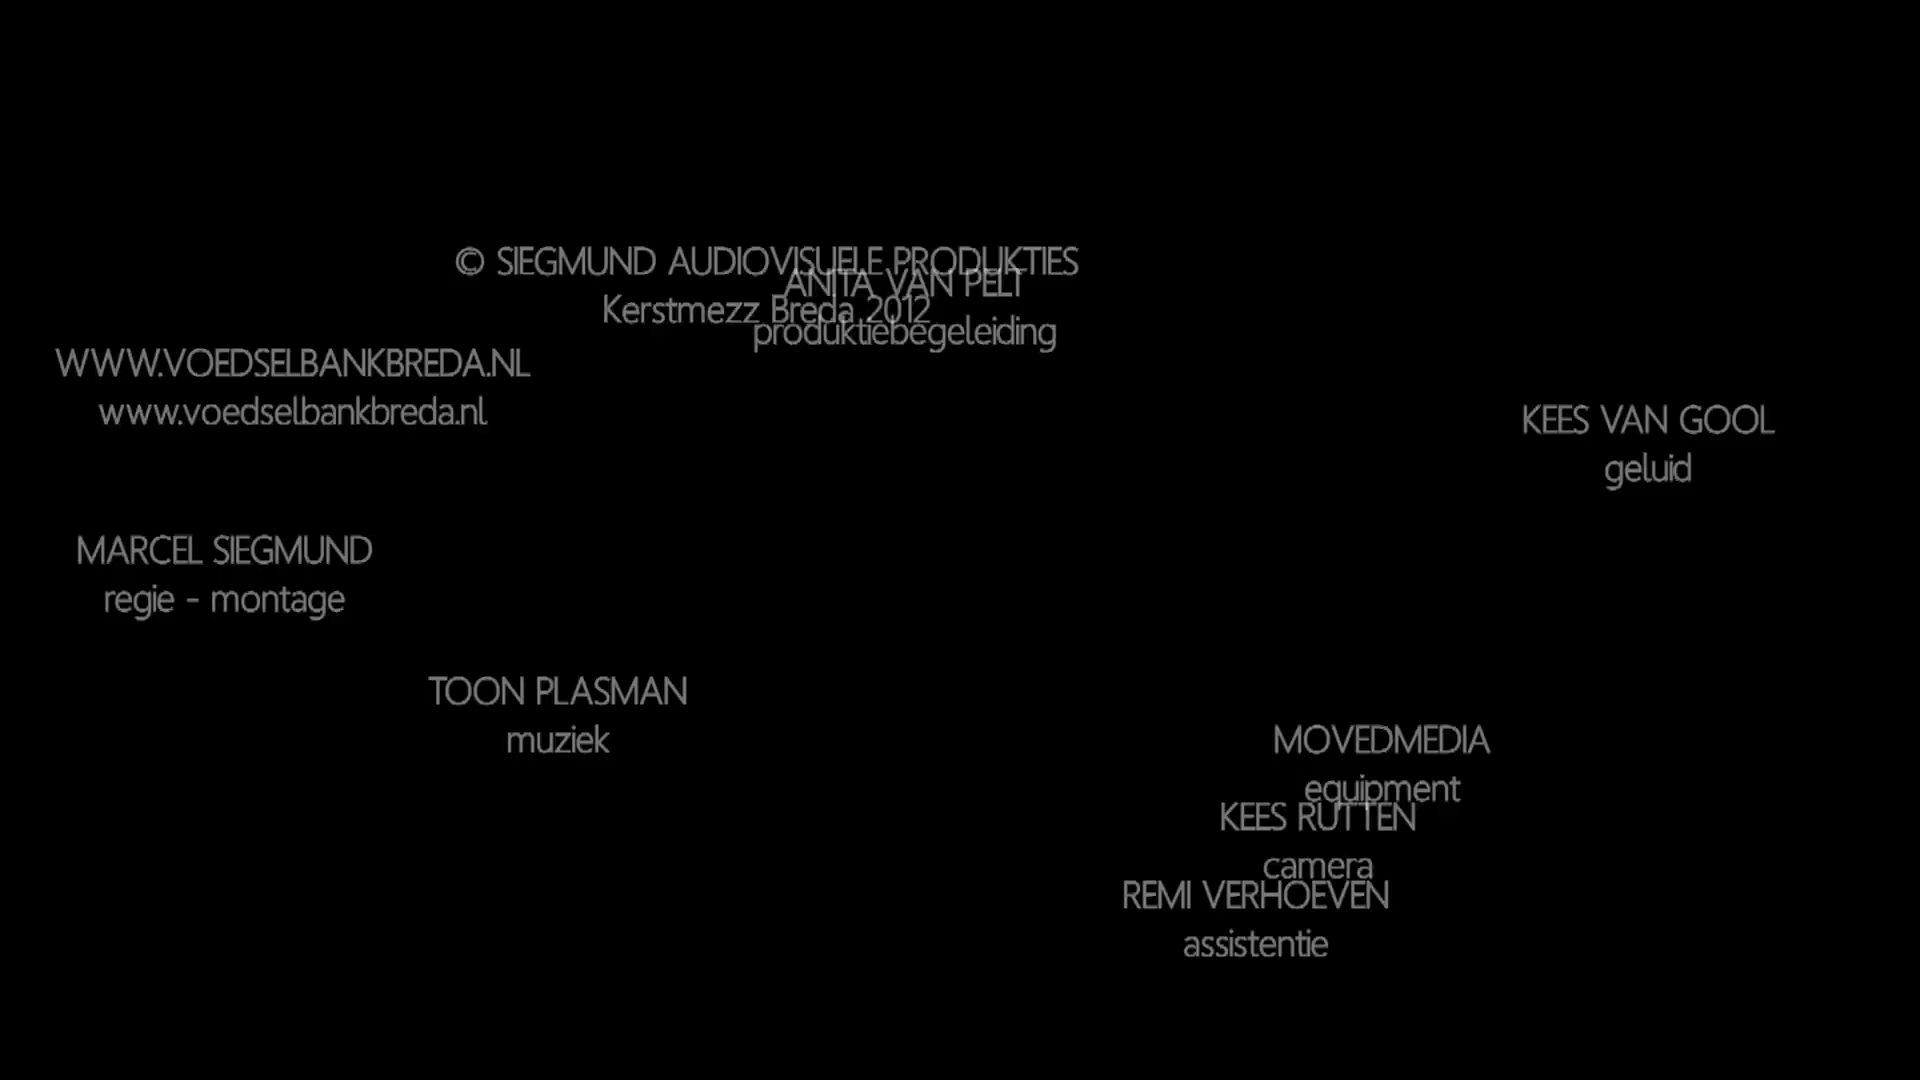 © SIEGMUND AUDIOVISUELE PRODUKTIES
Kerstmezz Breda 2012
ANITA VAN PELT
produktiebegeleiding
WWW.VOEDSELBANKBREDA.NL
www.voedselbankbreda.nl
KEES VAN GOOL
geluid
MARCEL SIEGMUND
regie - montage
TOON PLASMAN
muziek
MOVEDMEDIA
equipment
KEES RUTTEN
camera
REMI VERHOEVEN
assistentie